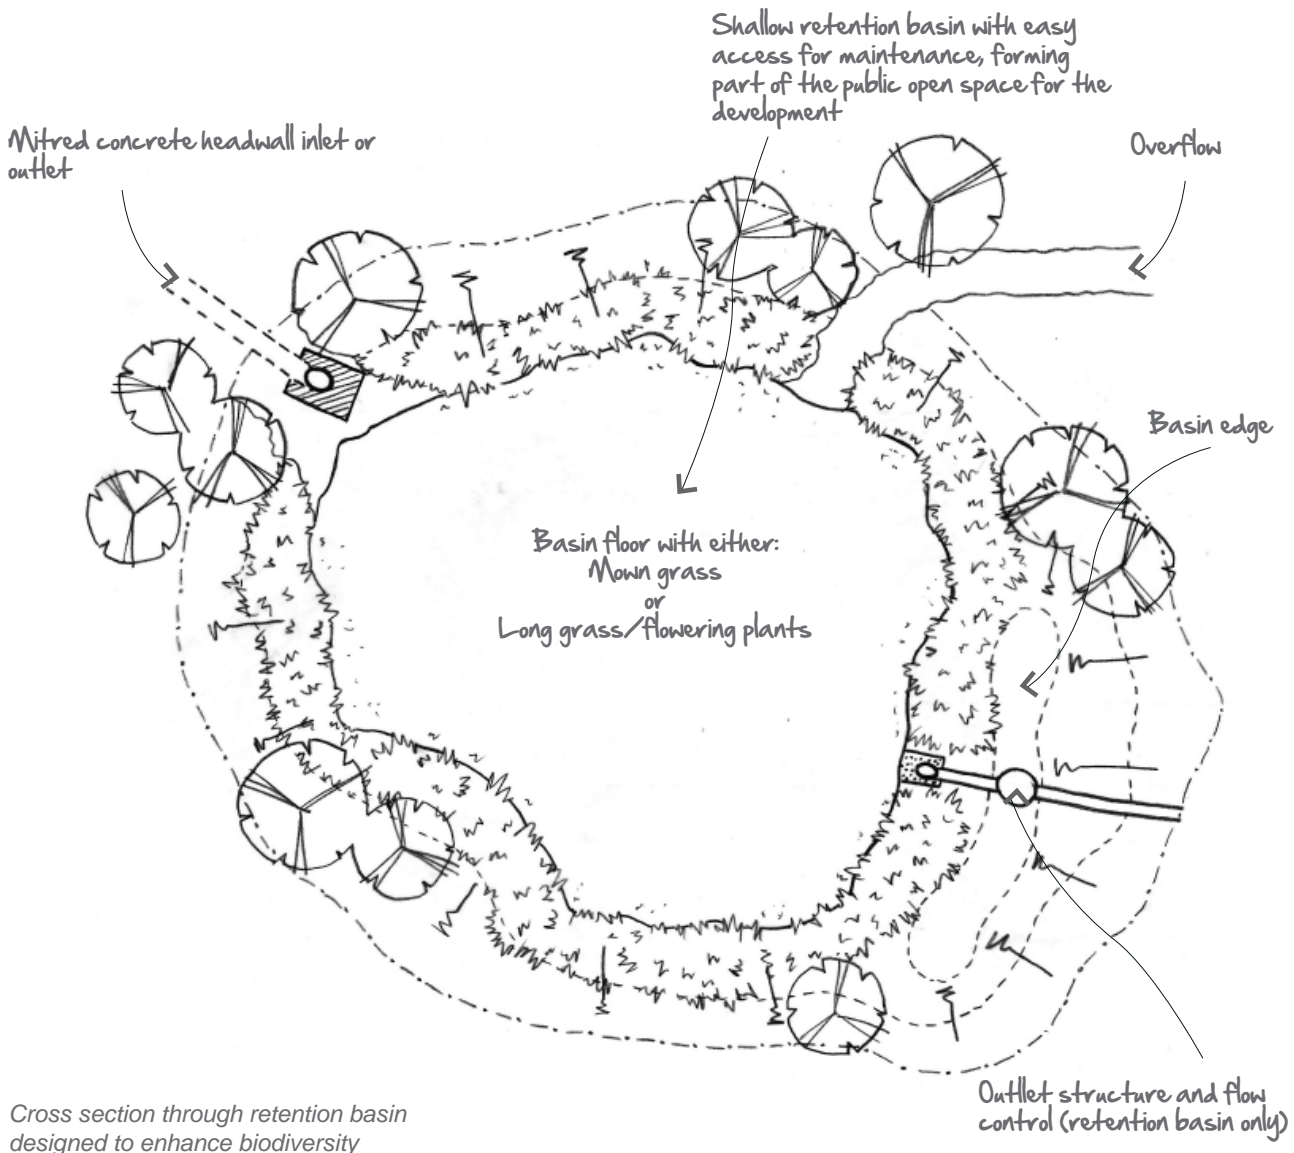 Shallow retention basin with easy
access for maintenance, forming
part of the public open space for the
development
Mitred concrete headwall inlet or
outlet
Overflow
Basin edge
Basin floor with either:
Mown grass
or
Long grass/flowering plants
Outllet structure and flow
control (retention basin only)
Cross section through retention basin
designed to enhance biodiversity